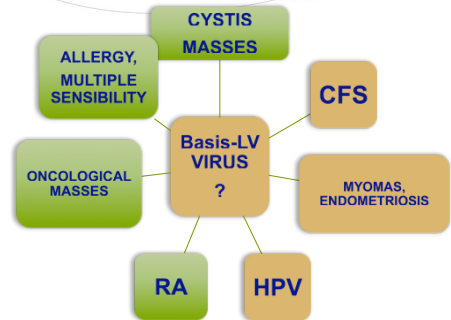 CYSTIS
MASSES
ALLERGY,
MULTIPLE
SENSIBILITY
CFS
Basis-LV
VIRUS
?
ONCOLOGICAL
MASSES
MYOMAS,
ENDOMETRIOSIS
RA
HPV